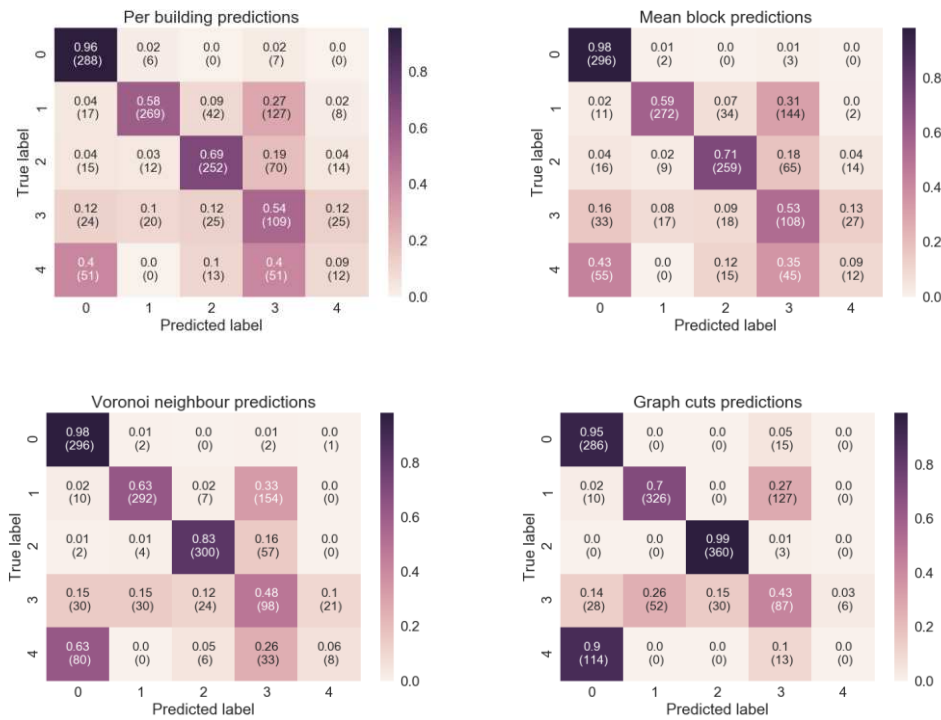 Per building predictions
0.96 0.02 0.0 0.02 0.0
(288) (6) (0) (7) (0)
0.04 0.58 0.09 0.27 0.02
(17) (269) (42) (127) (8)
0.04 0.03 0.69 0.19 0.04
(15) (12) (252) (70) (14)
0.12 0.1 0.12 0.54 0.12
(24) (20) (25) (109) (25)
0.4 0.0 0.1 0.4 0.09
(51) (0) (13) (51) (12)
0 1 2 3 4
Predicted label
True label
0
1
2
3
4
0.8
0.6
0.4
0.2
0.0
Mean block predictions
0.98 0.01 0.0 0.01 0.0
(296) (2) (0) (3) (0)
0.02 0.59 0.07 0.31 0.0
(11) (272) (34) (144) (2)
0.04 0.02 0.71 0.18 0.04
(16) (9) (259) (65) (14)
0.16 0.08 0.09 0.53 0.13
(33) (17) (18) (108) (27)
0.43 0.0 0.12 0.35 0.09
(55) (0) (15) (45) (12)
0 1 2 3 4
Predicted label
True label
0
1
2
3
4
0.8
0.6
0.4
0.2
0.0
Voronoi neighbour predictions
0.98 0.01 0.0 0.01 0.0
(296) (2) (0) (2) (1)
0.02 0.63 0.02 0.33 0.0
(10) (292) (7) (154) (0)
0.01 0.01 0.83 0.16 0.0
(2) (4) (300) (57) (0)
0.15 0.15 0.12 0.48 0.1
(30) (30) (24) (98) (21)
0.63 0.0 0.05 0.26 0.06
(80) (0) (6) (33) (8)
0 1 2 3 4
Predicted label
True label
0
1
2
3
4
0.8
0.6
0.4
0.2
0.0
Graph cuts predictions
0.95 0.0 0.0 0.05 0.0
(286) (0) (0) (15) (0)
0.02 0.7 0.0 0.27 0.0
(10) (326) (0) (127) (0)
0.0 0.0 0.99 0.01 0.0
(0) (0) (360) (3) (0)
0.14 0.26 0.15 0.43 0.03
(28) (52) (30) (87) (6)
0.9 0.0 0.0 0.1 0.0
(114) (0) (0) (13) (0)
0 1 2 3 4
Predicted label
True label
0
1
2
3
4
0.8
0.6
0.4
0.2
0.0